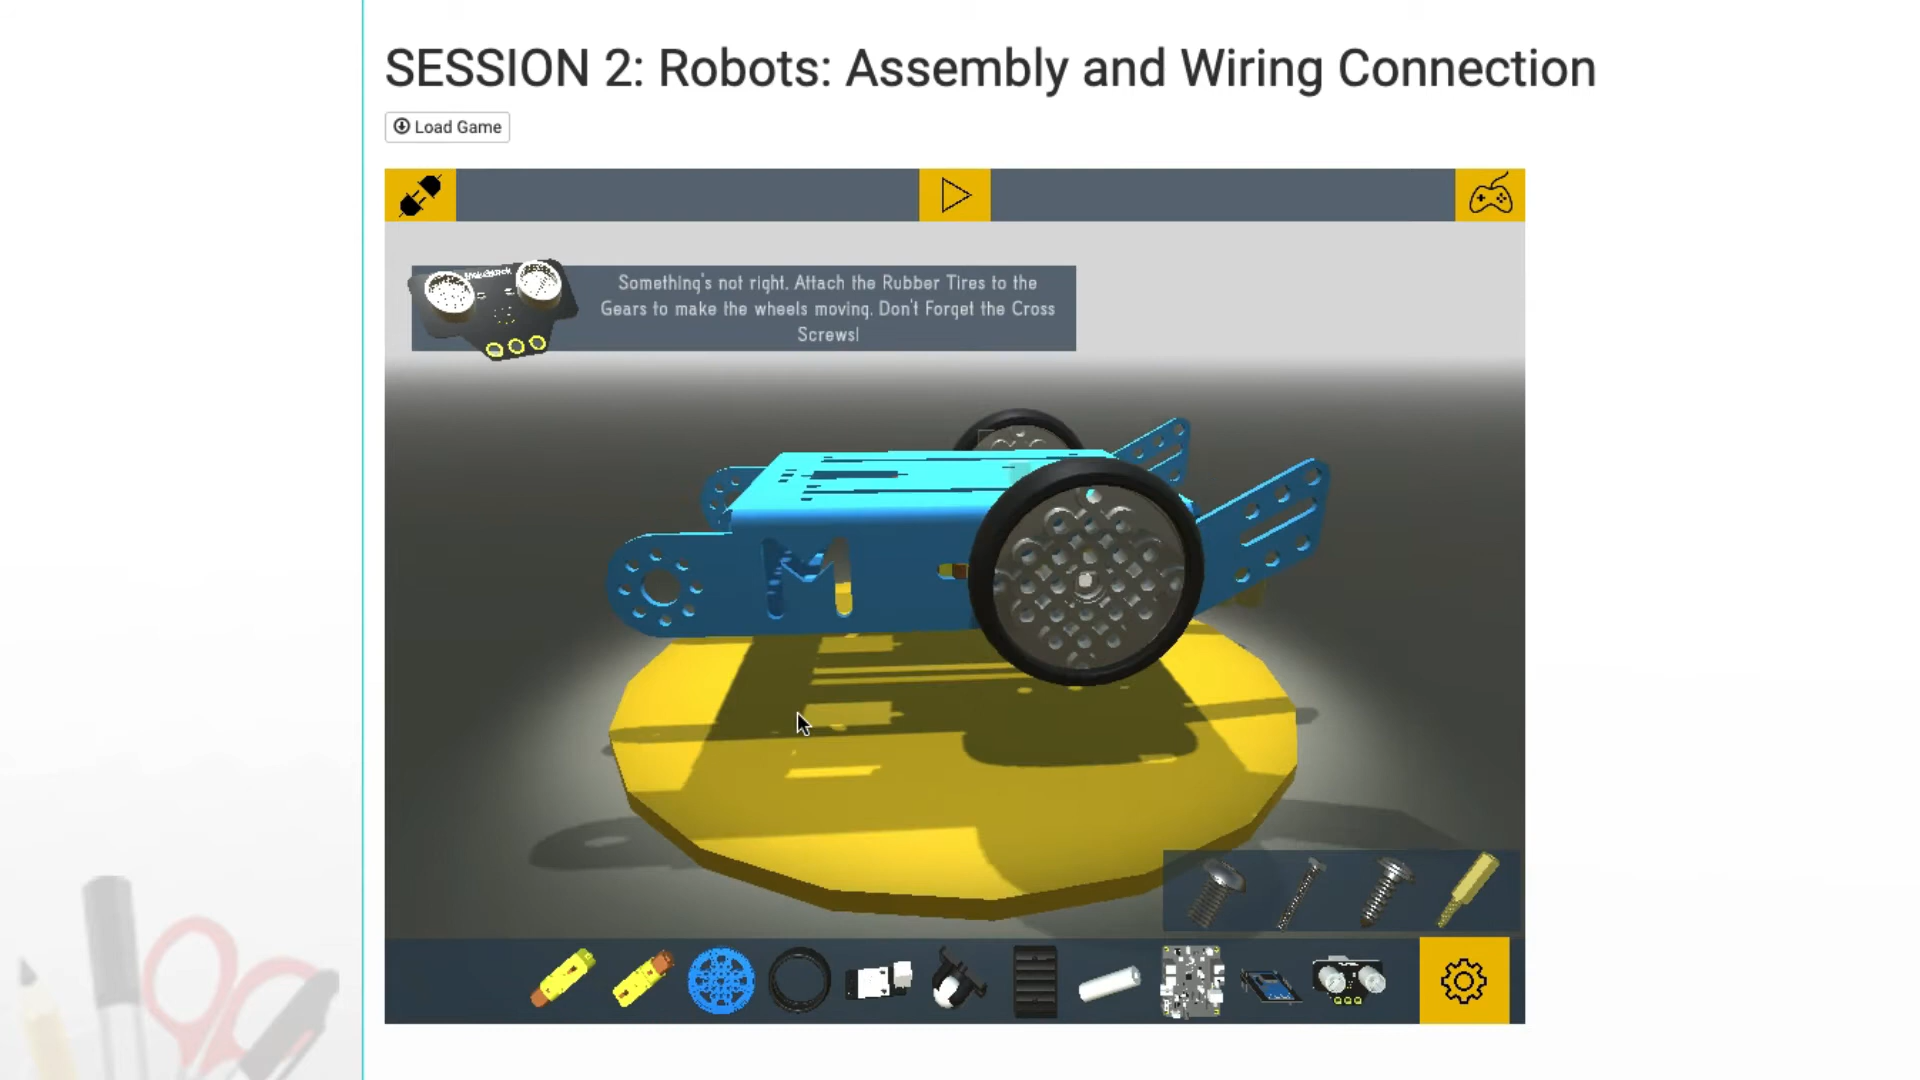 SESSION 2: Robots: Assembly and Wiring Connection
Load Game
Something's not right. Attach the Rubber Tires to the
Gears to make the wheels moving. Don't Forget the Cross
Screws!
M